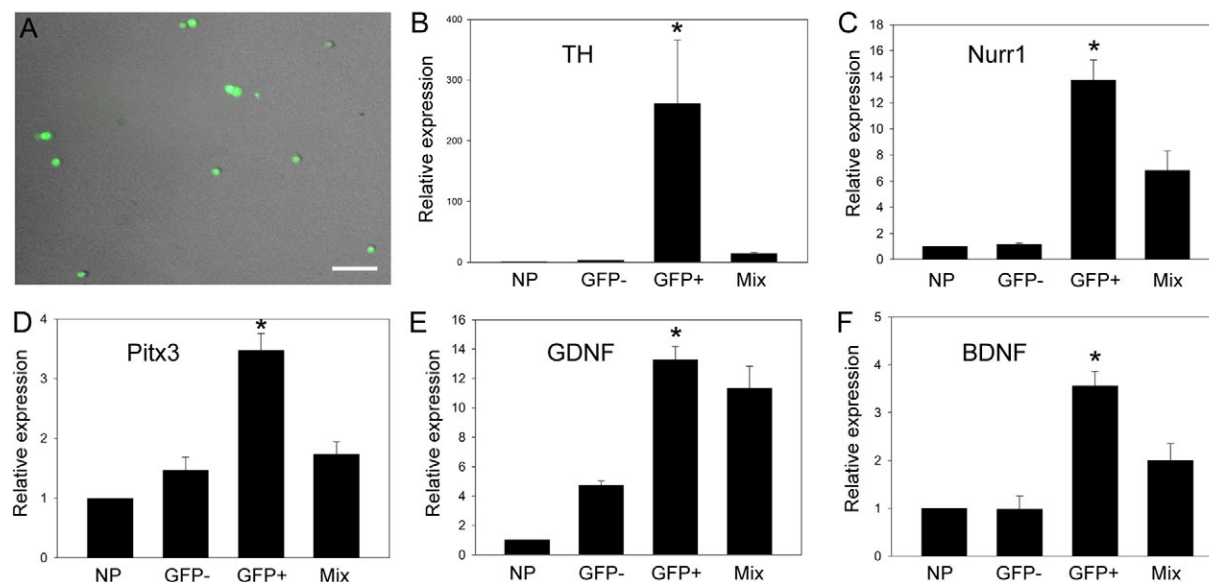 A
B
TH
*
Relative expression
400
300
200
100
0
NP GFP- GFP+ Mix
C
Nurr1
*
Relative expression
18
16
14
12
10
8
6
4
2
0
NP GFP- GFP+ Mix
D
Pitx3
*
Relative expression
4
3
2
1
0
NP GFP- GFP+ Mix
E
GDNF
*
Relative expression
16
14
12
10
8
6
4
2
0
NP GFP- GFP+ Mix
F
BDNF
*
Relative expression
5
4
3
2
1
0
NP GFP- GFP+ Mix